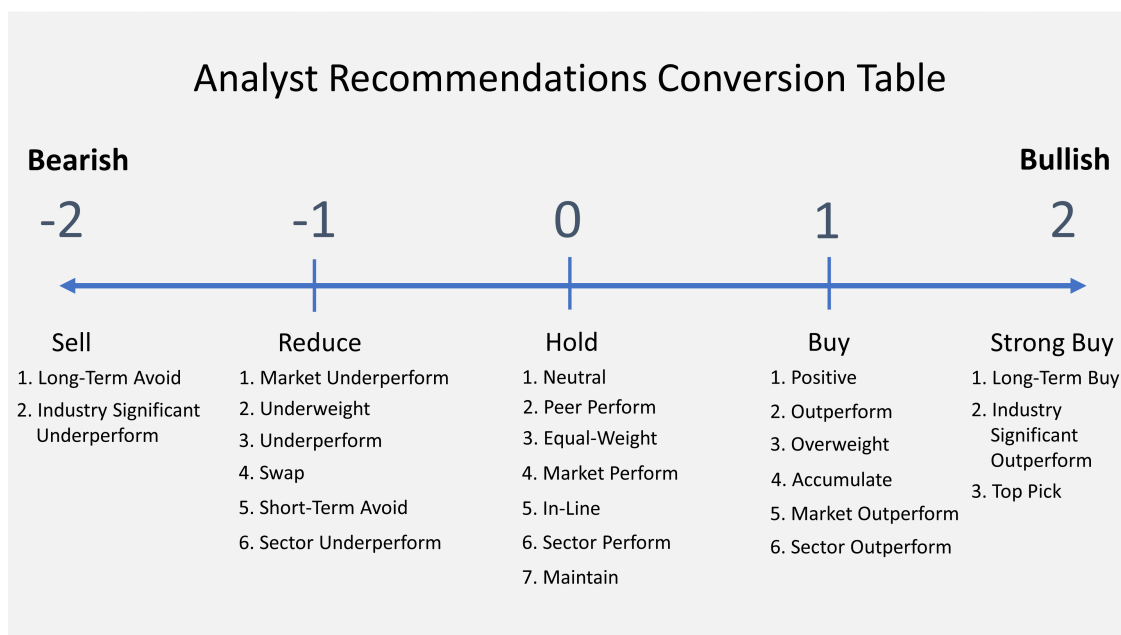 Analyst Recommendations Conversion Table
Bearish
Bullish
-2
-1
0
1
2
Sell
1. Long-Term Avoid
2. Industry Significant
Underperform
Reduce
1. Market Underperform
2. Underweight
3. Underperform
4. Swap
5. Short-Term Avoid
6. Sector Underperform
Hold
1. Neutral
2. Peer Perform
3. Equal-Weight
4. Market Perform
5. In-Line
6. Sector Perform
7. Maintain
Buy
1. Positive
2. Outperform
3. Overweight
4. Accumulate
5. Market Outperform
6. Sector Outperform
Strong Buy
1. Long-Term Buy
2. Industry
Significant
Outperform
3. Top Pick